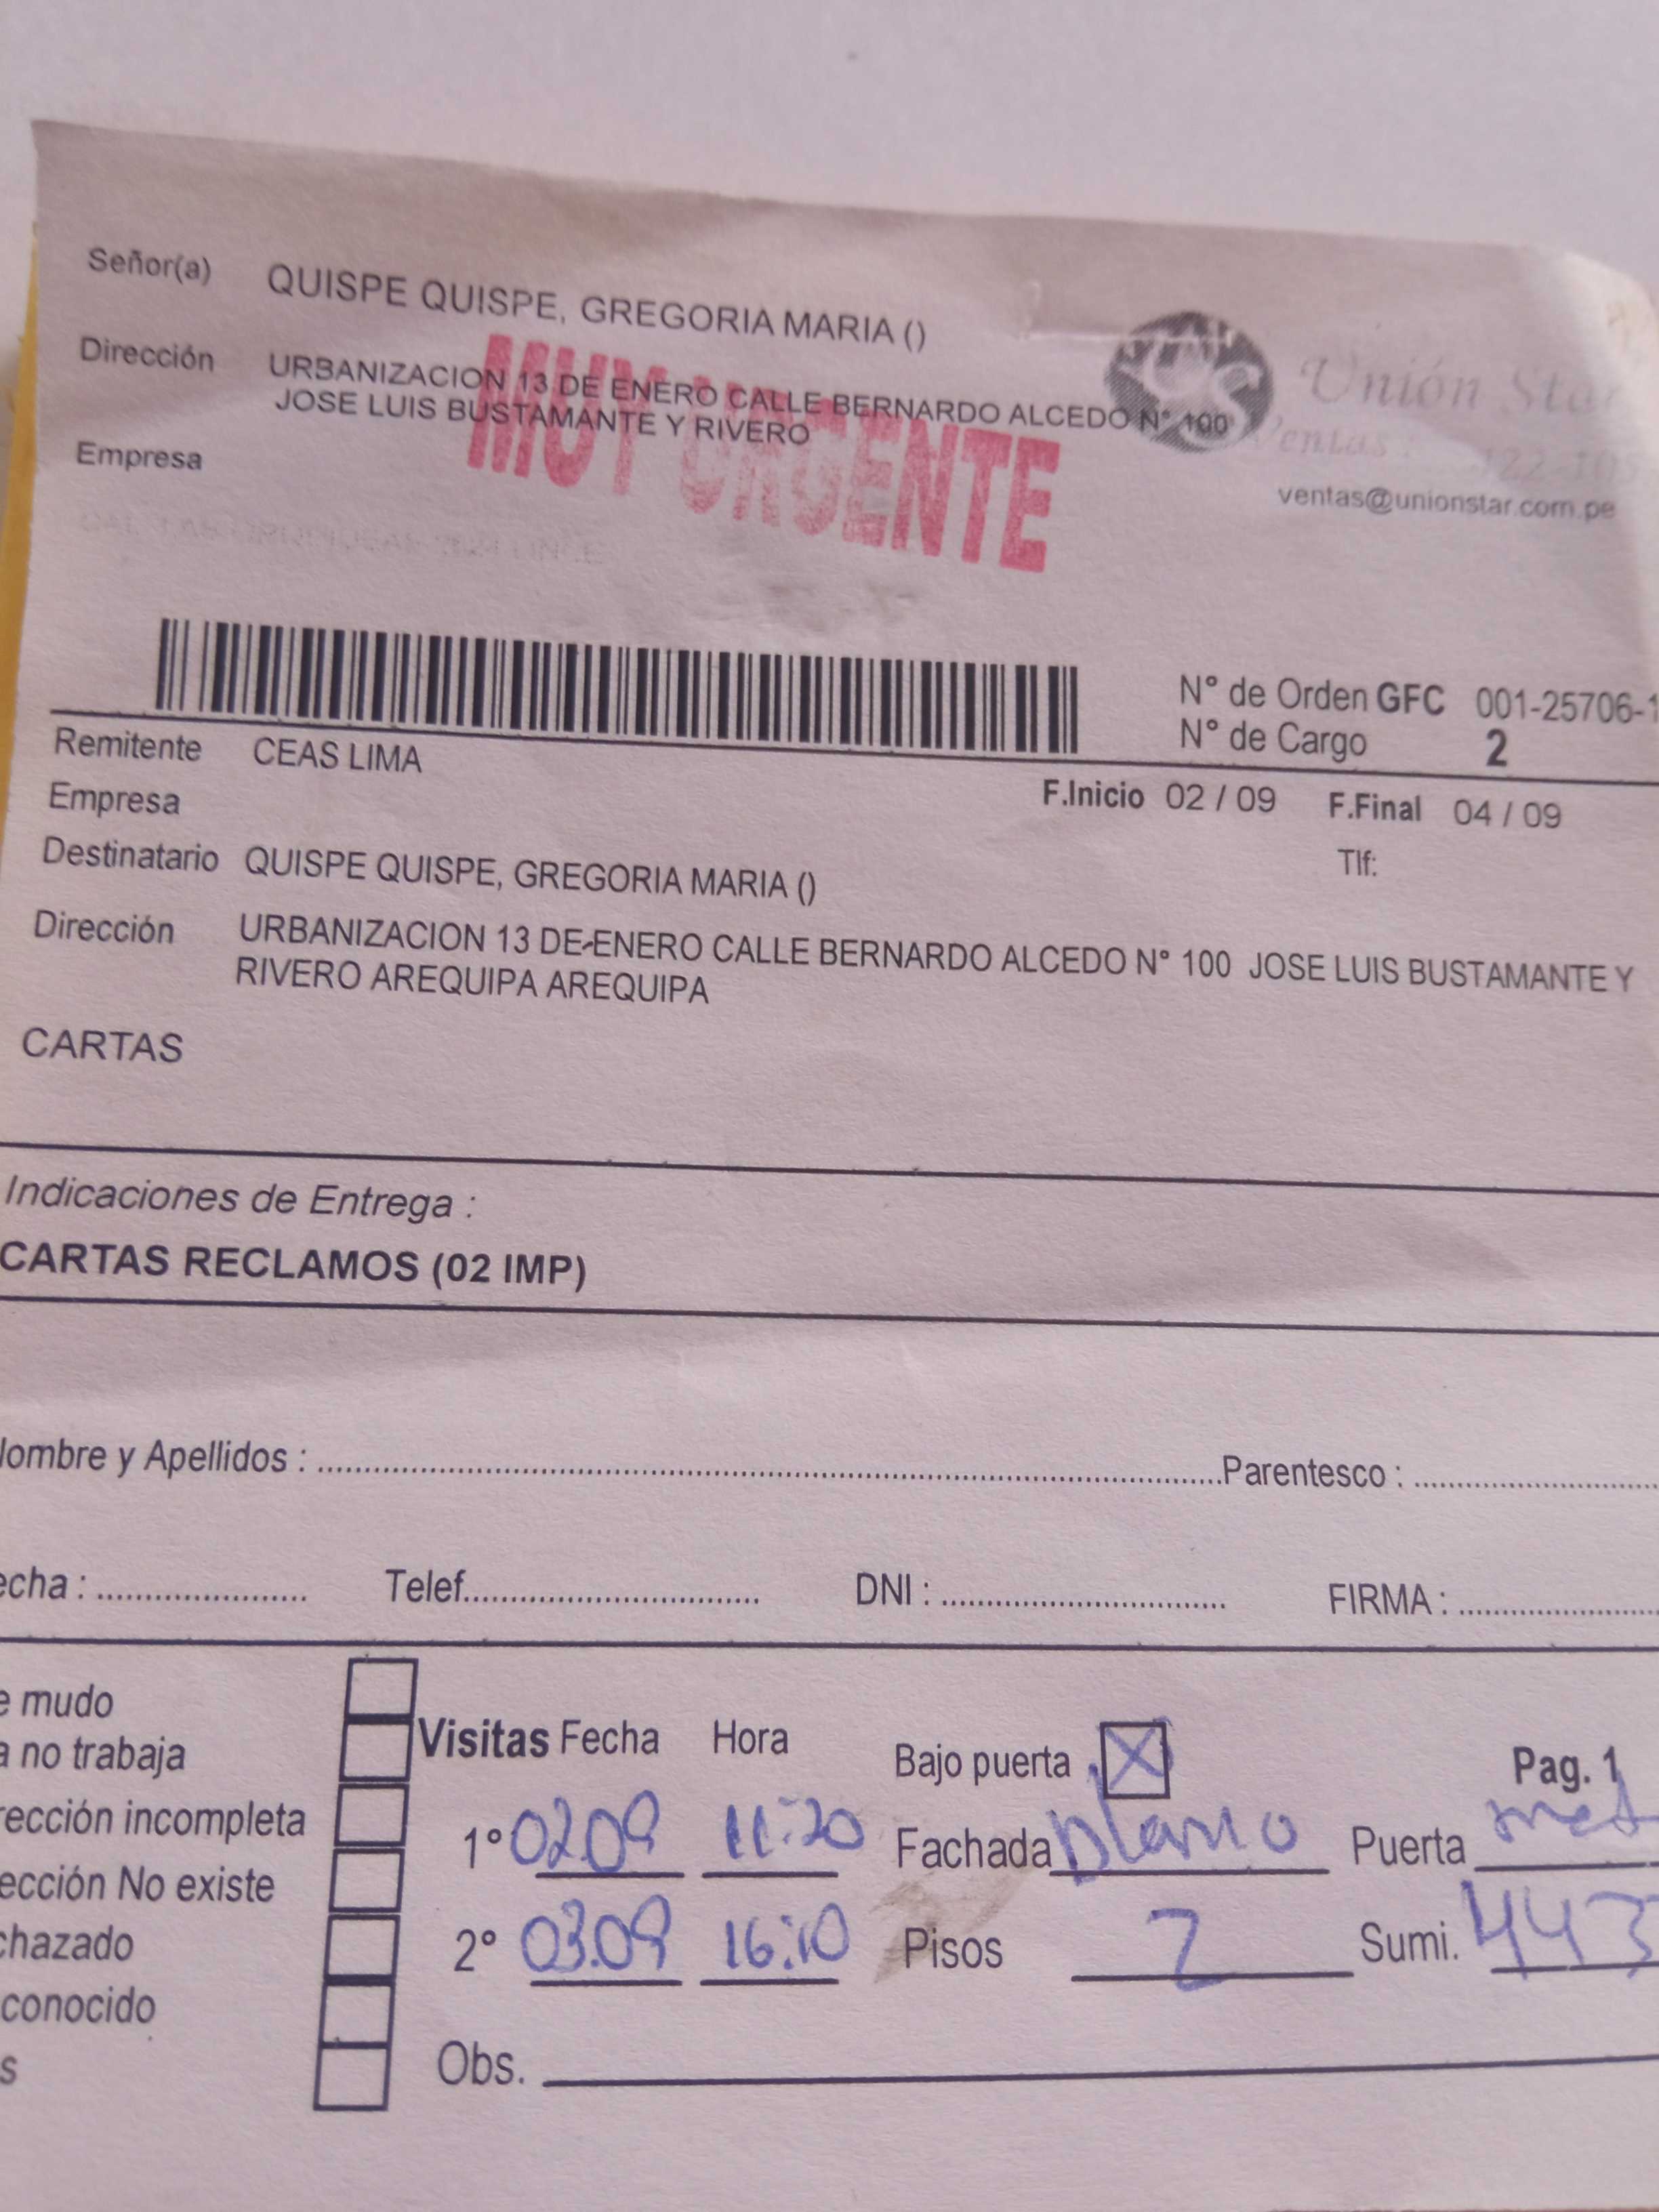 Señor(a) QUISPE QUISPE, GREGORIA MARIA ()
Dirección URBANIZACION 13 DE ENERO CALLE BERNARDO ALCEDO N° 100
JOSE LUIS BUSTAMANTE Y RIVERO
Empresa
MUY URGENTE
Unión Star
Ventas :
ventas@unionstar.com.pe
N° de Orden GFC 001-25706-1
N° de Cargo 2
Remitente CEAS LIMA
Empresa
F.Inicio 02 / 09 F.Final 04 / 09
Destinatario QUISPE QUISPE, GREGORIA MARIA ()
Tlf:
Dirección URBANIZACION 13 DE-ENERO CALLE BERNARDO ALCEDO N° 100 JOSE LUIS BUSTAMANTE Y
RIVERO AREQUIPA AREQUIPA
CARTAS
Indicaciones de Entrega :
CARTAS RECLAMOS (02 IMP)
ombre y Apellidos : Parentesco :
echa : Telef. DNI : FIRMA :
e mudo
a no trabaja
rección incompleta
ección No existe
chazado
conocido
s
Visitas Fecha Hora
1° 02.09 11:20
2° 03.09 16:10
Bajo puerta X
Pag. 1
Fachada blanco Puerta met
Pisos 2 Sumi. 443
Obs.